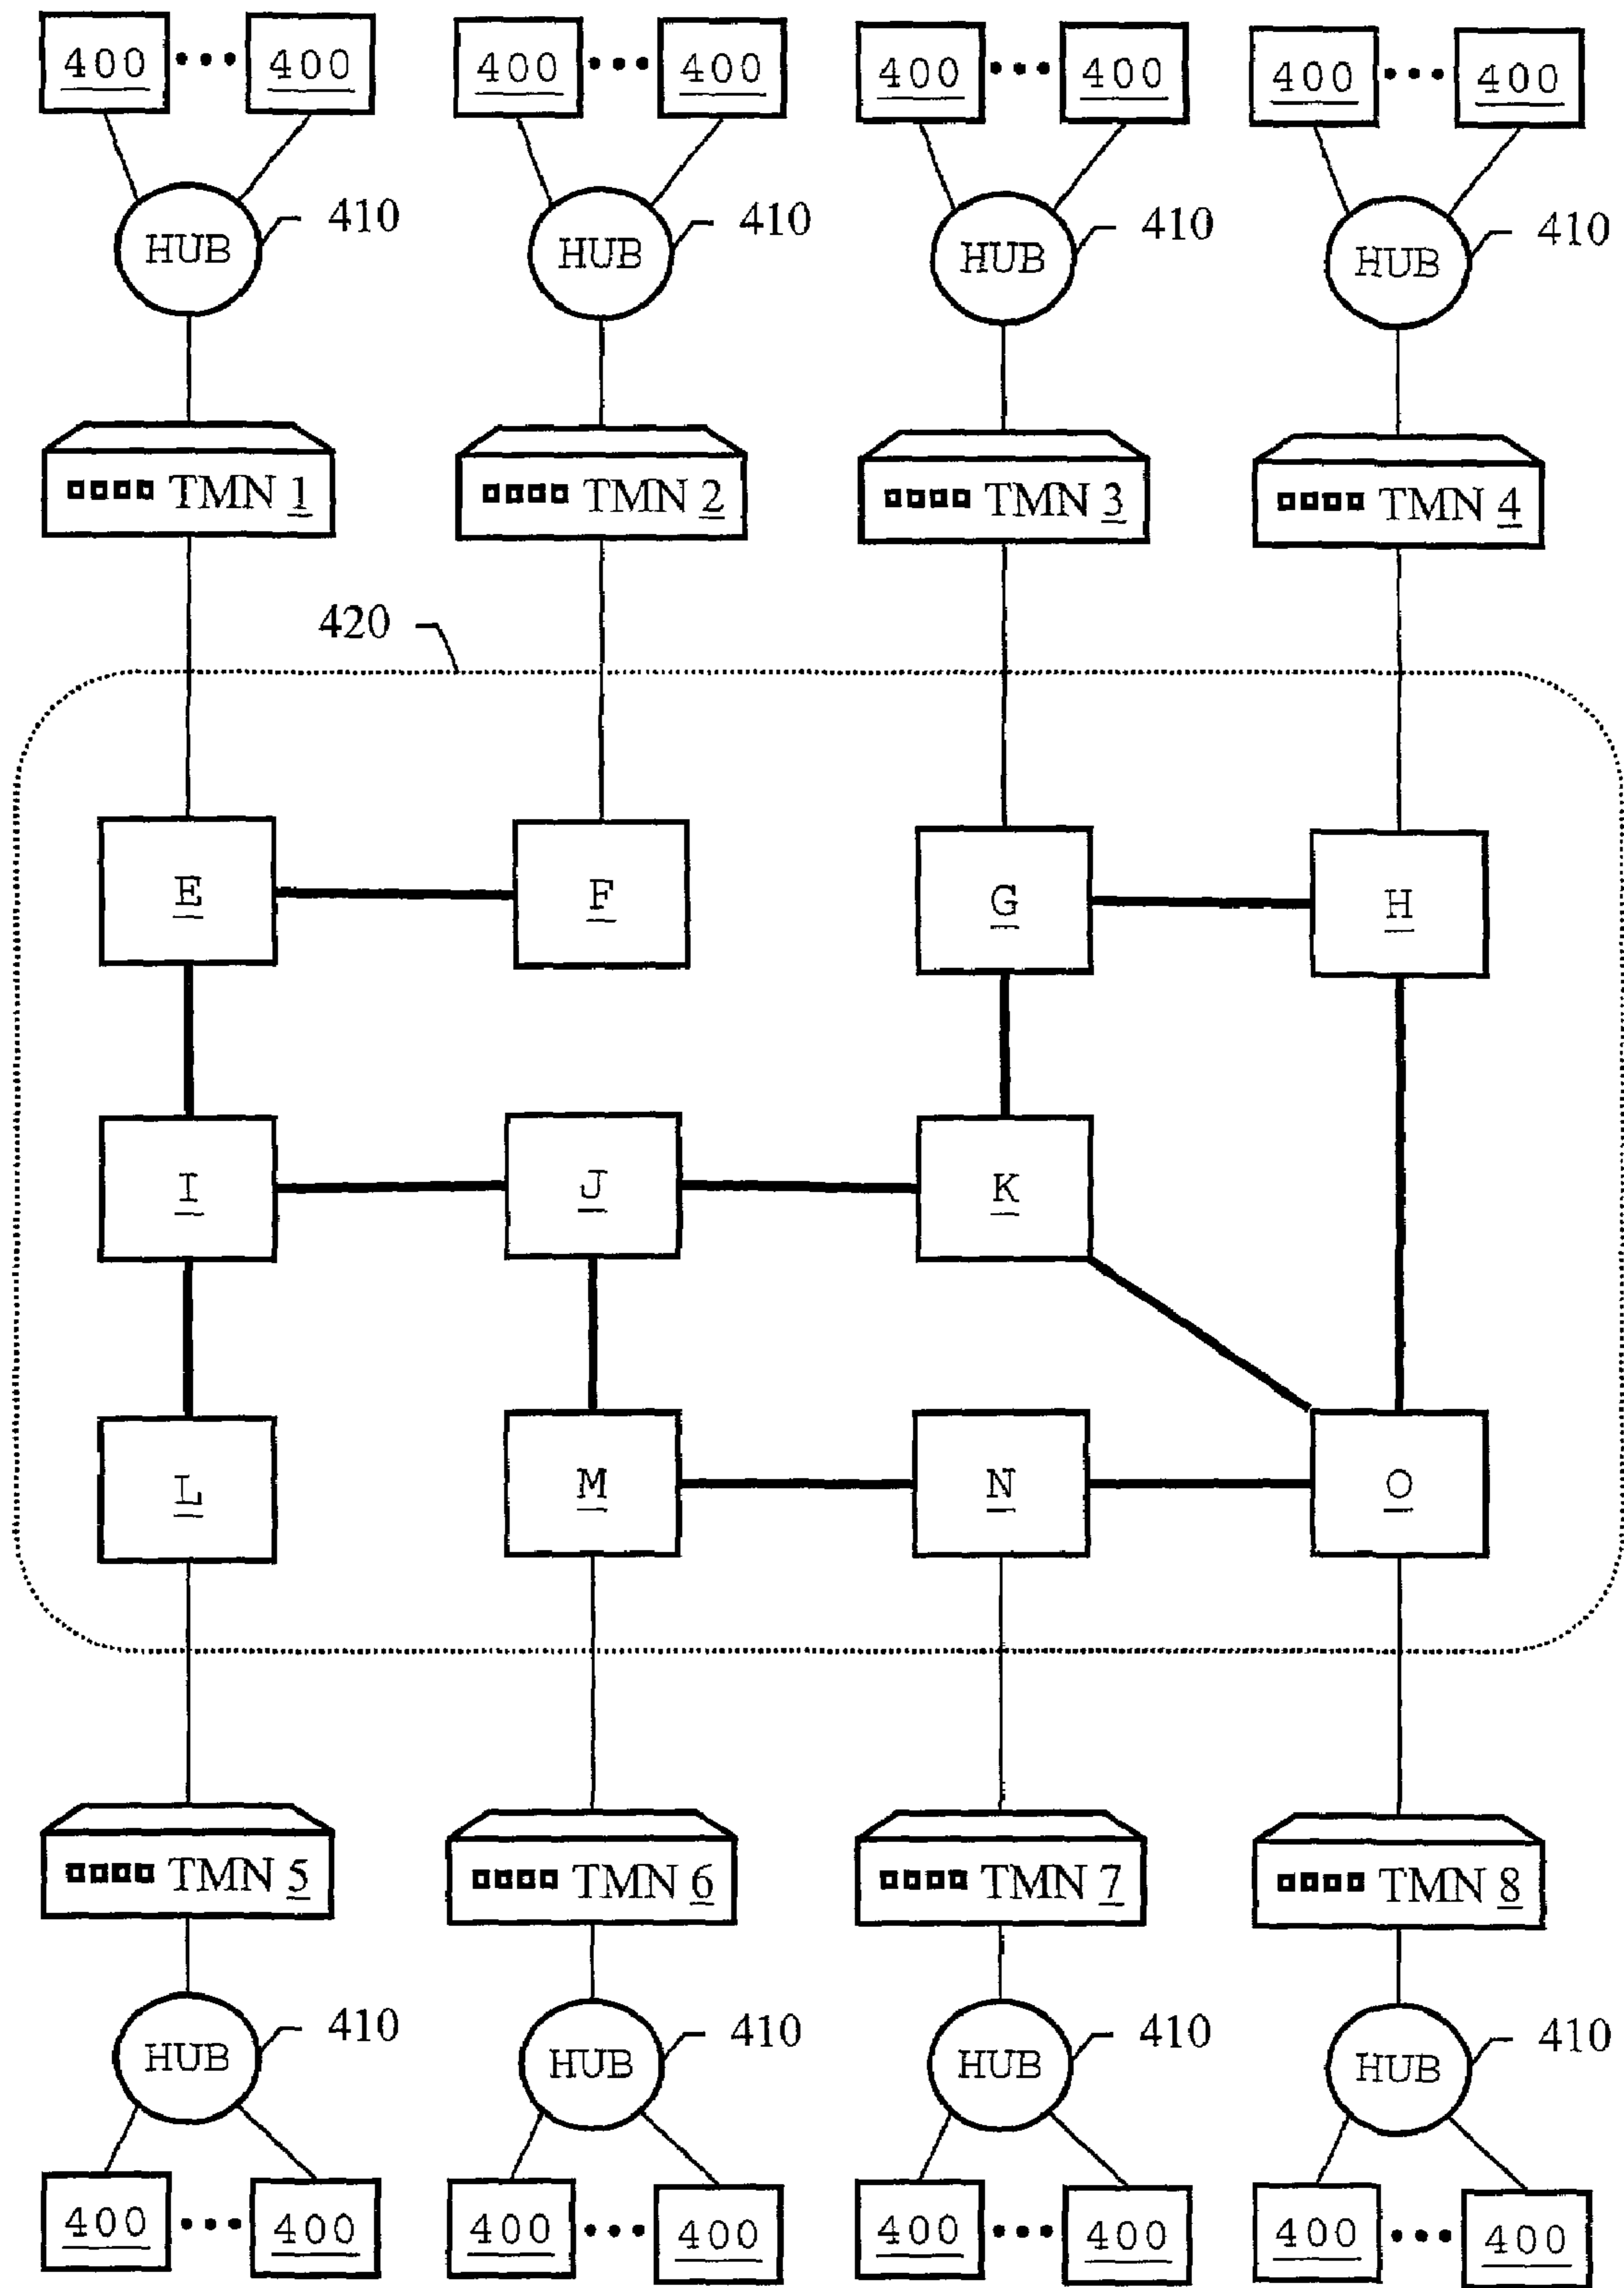 400 ••• 400 400 ••• 400 400 ••• 400 400 ••• 400
HUB 410 HUB 410 HUB 410 HUB 410
TMN 1 TMN 2 TMN 3 TMN 4
420
E F G H
I J K
L M N O
TMN 5 TMN 6 TMN 7 TMN 8
HUB 410 HUB 410 HUB 410 HUB 410
400 ••• 400 400 ••• 400 400 ••• 400 400 ••• 400